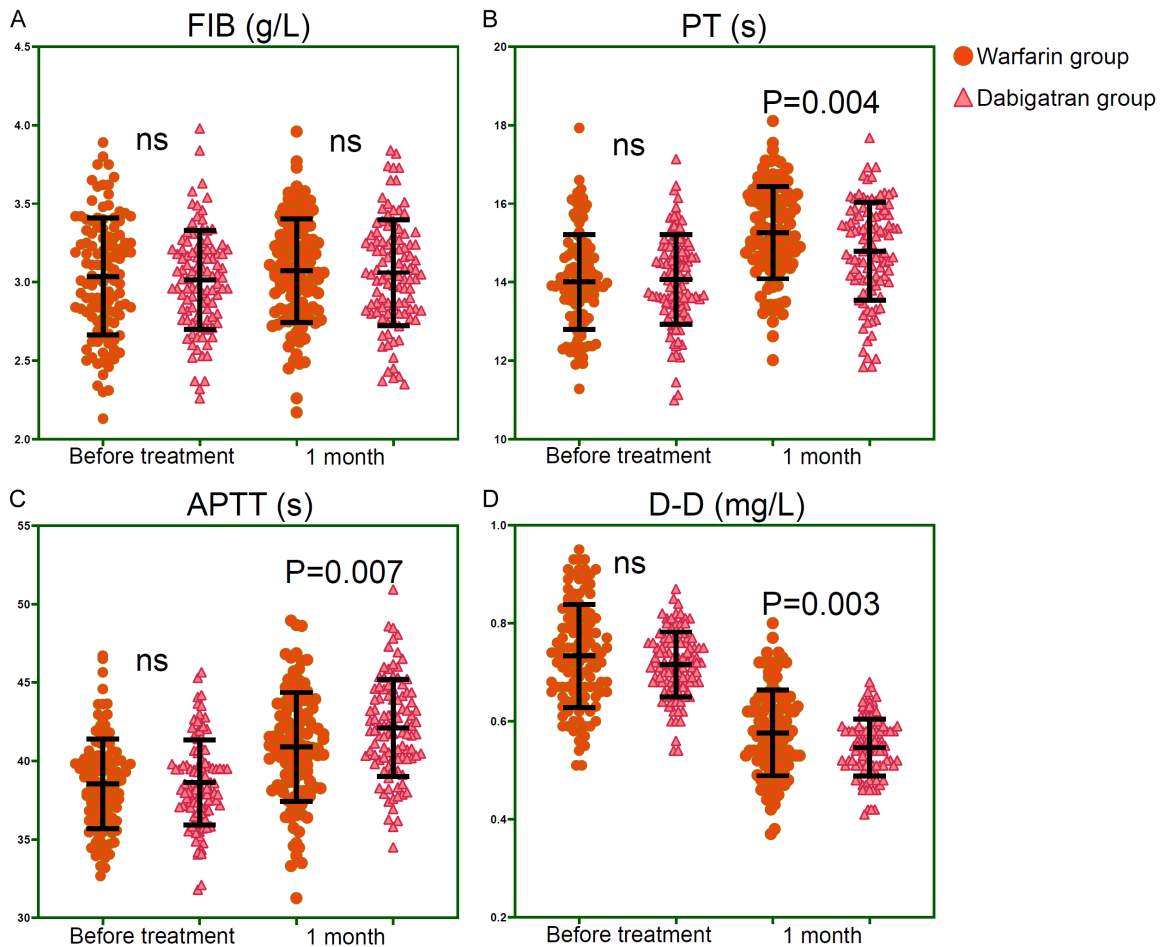 A
FIB (g/L)
4.5
4.0
3.5
3.0
2.5
2.0
ns
ns
Before treatment
1 month
B
PT (s)
20
18
16
14
12
10
ns
P=0.004
Before treatment
1 month
Warfarin group
Dabigatran group
C
APTT (s)
55
50
45
40
35
30
ns
P=0.007
Before treatment
1 month
D
D-D (mg/L)
1.0
0.8
0.6
0.4
0.2
ns
P=0.003
Before treatment
1 month